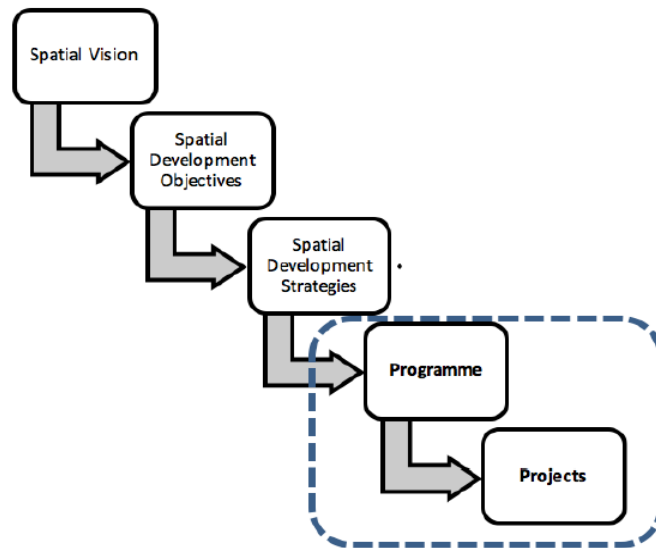 Spatial Vision
Spatial
Development
Objectives
Spatial
Development
Strategies
Programme
Projects